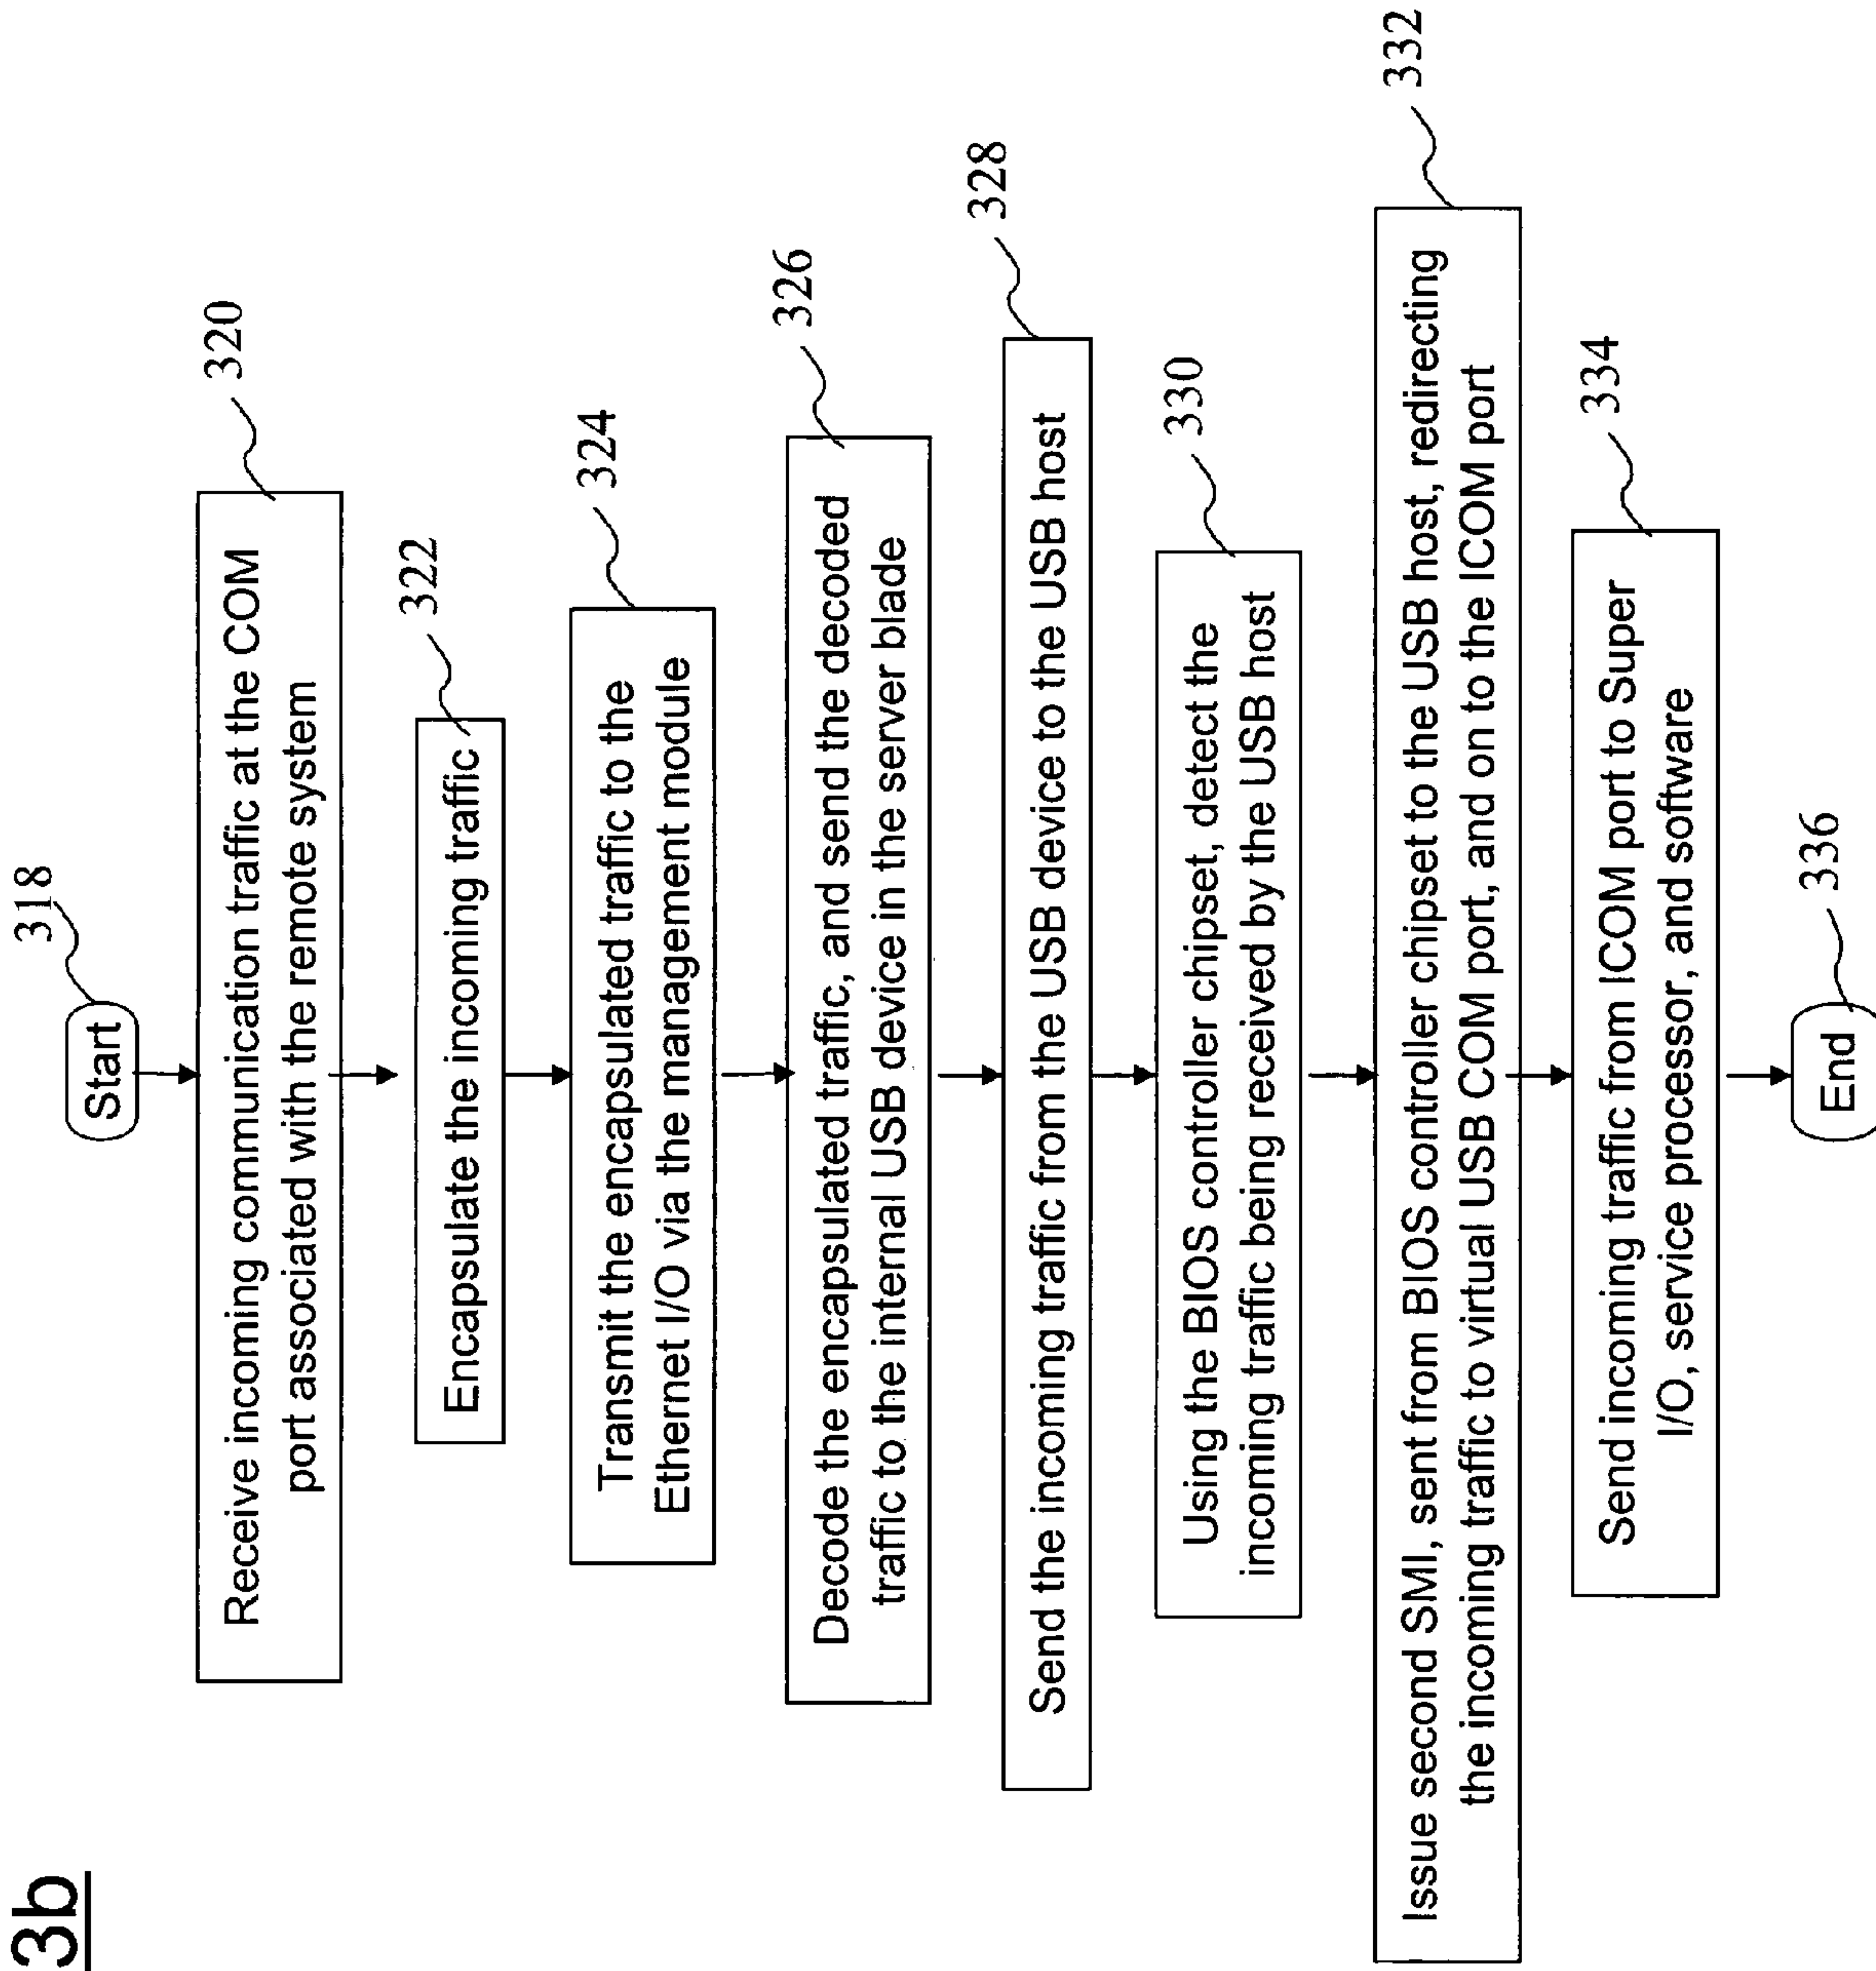 3b
Start
318
Receive incoming communication traffic at the COM
port associated with the remote system
320
Encapsulate the incoming traffic
322
Transmit the encapsulated traffic to the
Ethernet I/O via the management module
324
Decode the encapsulated traffic, and send the decoded
traffic to the internal USB device in the server blade
326
Send the incoming traffic from the USB device to the USB host
328
Using the BIOS controller chipset, detect the
incoming traffic being received by the USB host
330
Issue second SMI, sent from BIOS controller chipset to the USB host, redirecting
the incoming traffic to virtual USB COM port, and on to the ICOM port
332
Send incoming traffic from ICOM port to Super
I/O, service processor, and software
334
End
336